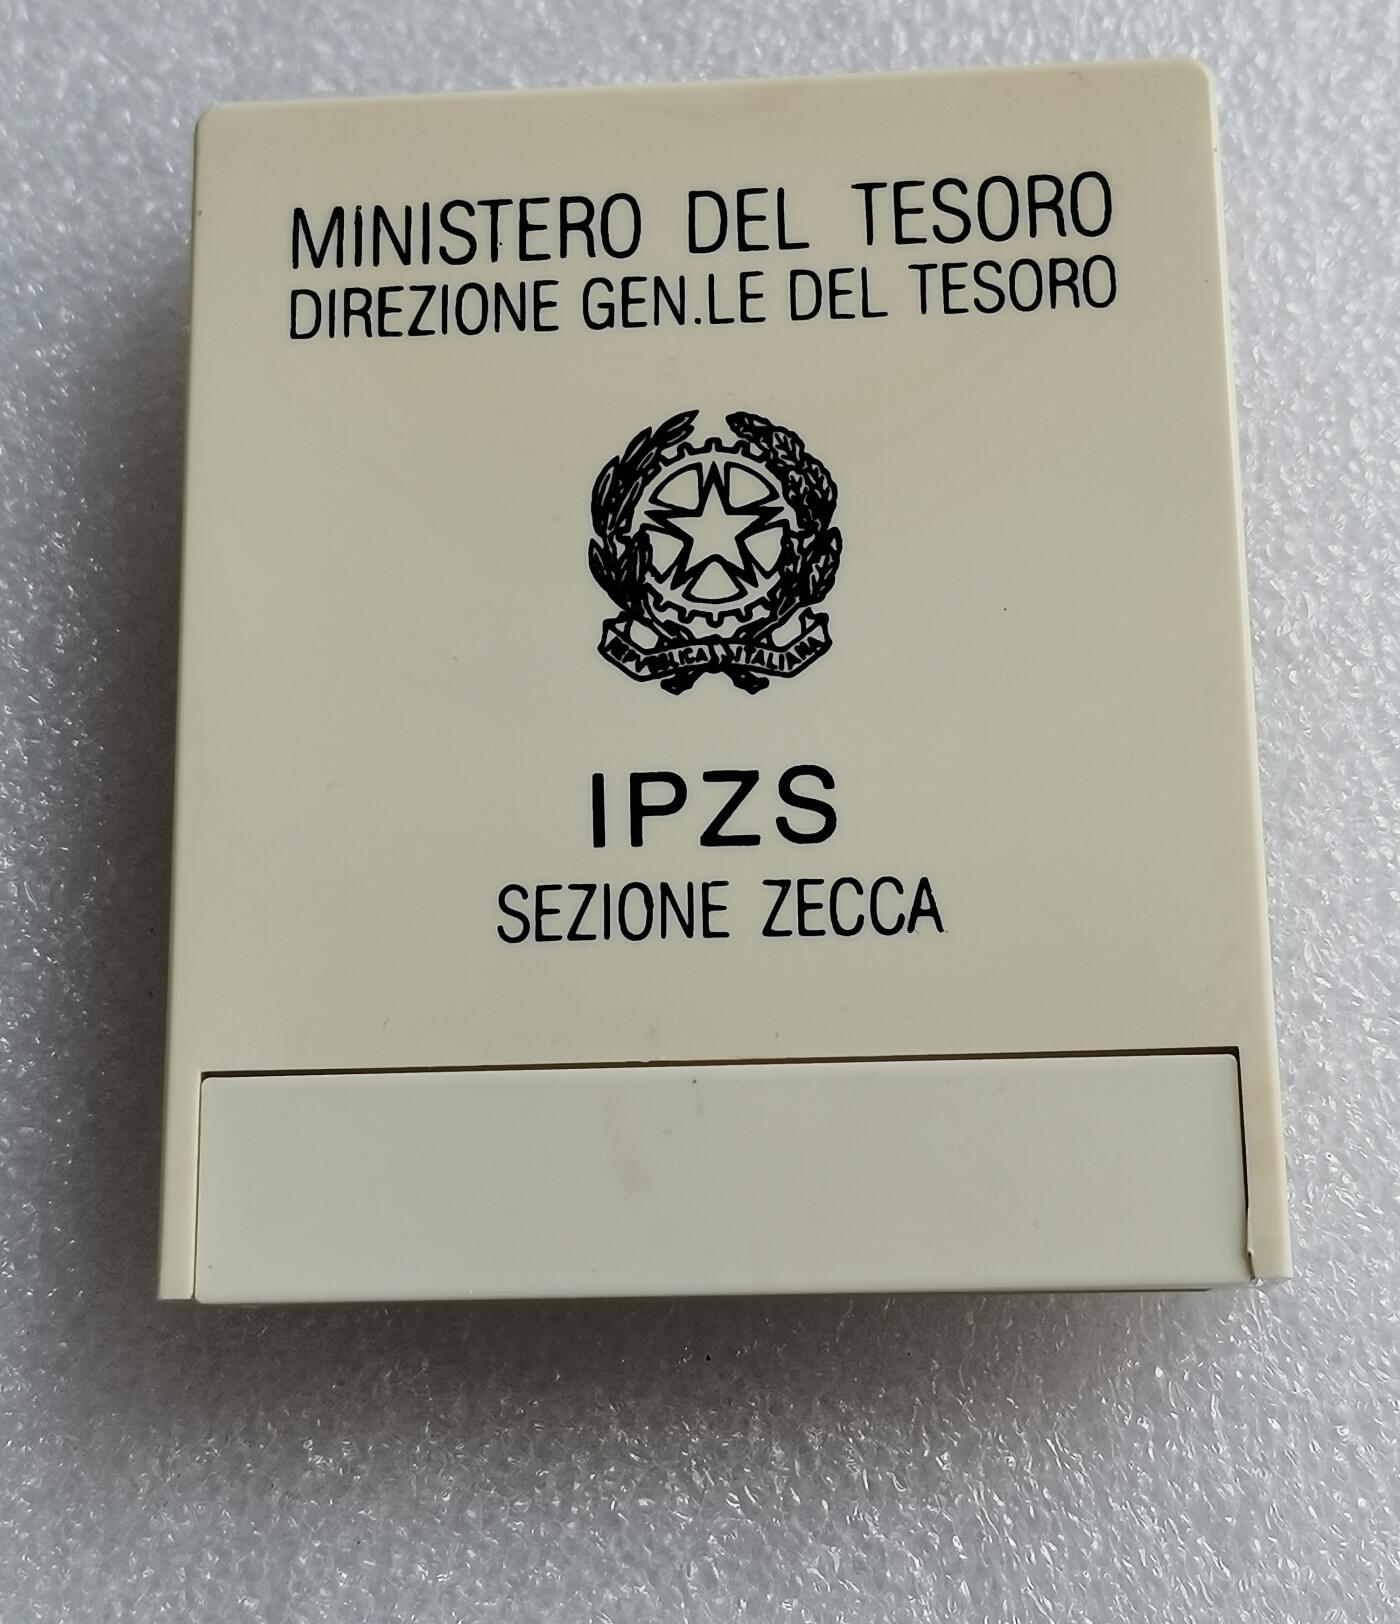 MINISTERO DEL TESORO
DIREZIONE GEN.LE DEL TESORO
REPVBBLICA ITALIANA
IPZS
SEZIONE ZECCA